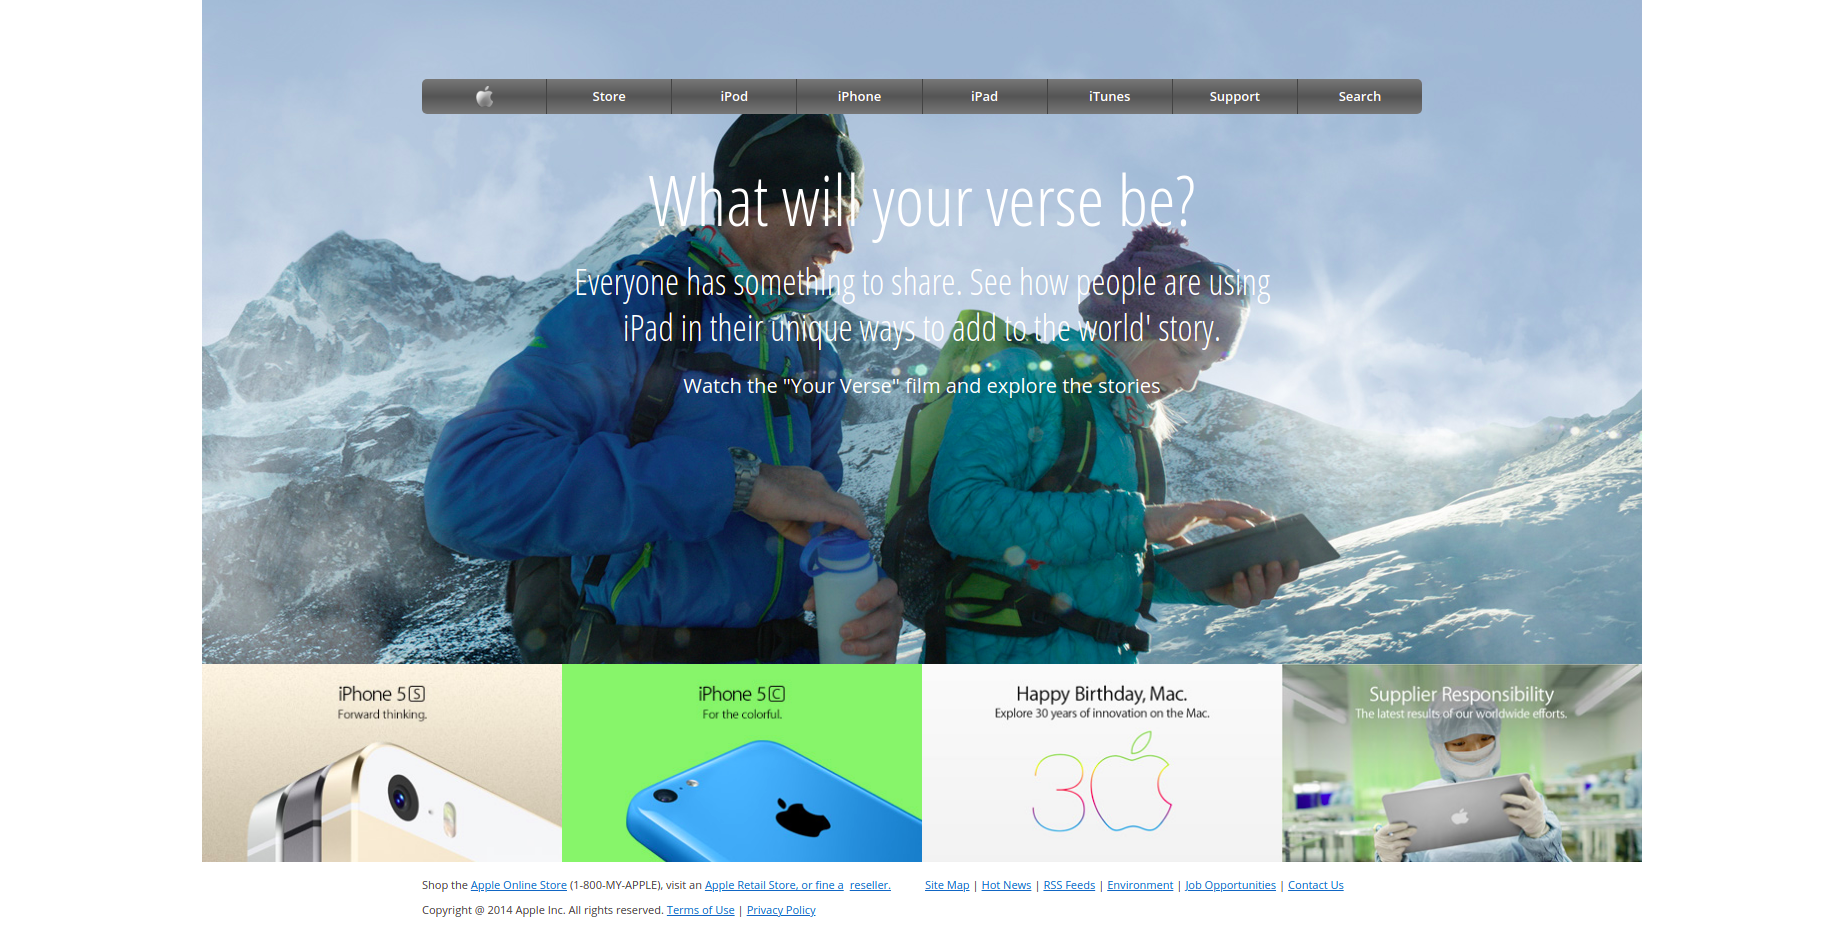 Store iPod iPhone iPad iTunes Support Search
What will your verse be?
Everyone has something to share. See how people are using
iPad in their unique ways to add to the world' story.
Watch the "Your Verse" film and explore the stories
iPhone 5S
Forward thinking.
iPhone 5C
For the colorful.
Happy Birthday, Mac.
Explore 30 years of innovation on the Mac.
30
Supplier Responsibility
The latest results of our worldwide efforts.
Shop the Apple Online Store (1-800-MY-APPLE), visit an Apple Retail Store, or fine a reseller.
Site Map | Hot News | RSS Feeds | Environment | Job Opportunities | Contact Us
Copyright @ 2014 Apple Inc. All rights reserved. Terms of Use | Privacy Policy